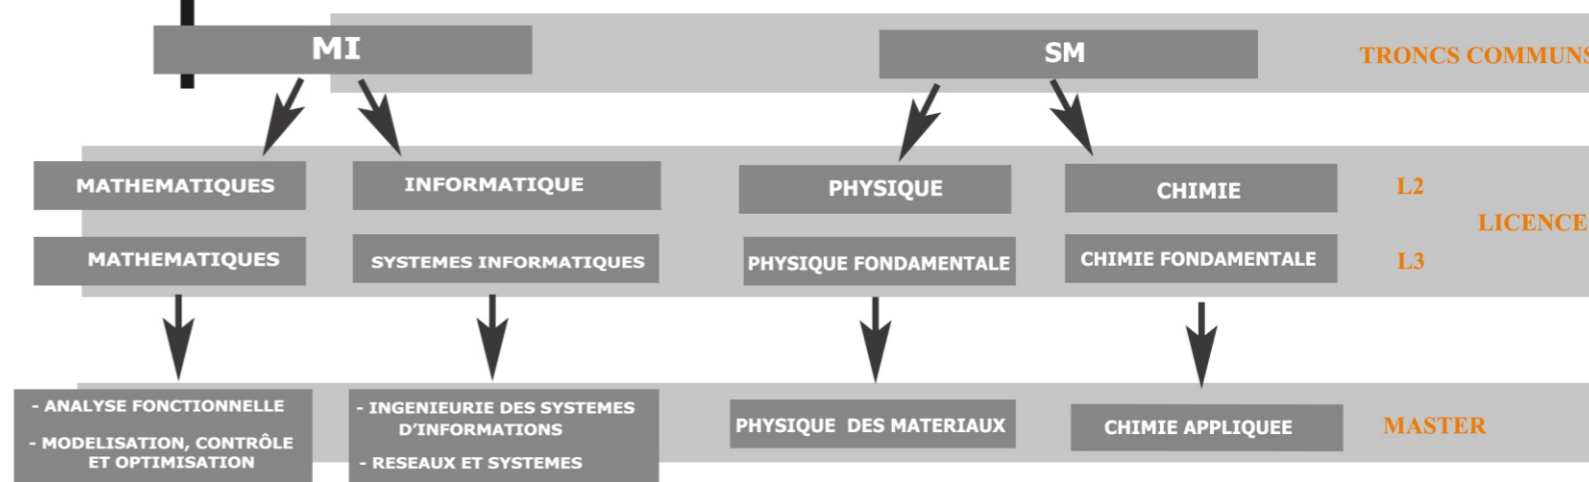 MI
SM
TRONCS COMMUNS
MATHEMATIQUES
INFORMATIQUE
PHYSIQUE
CHIMIE
L2
LICENCE
MATHEMATIQUES
SYSTEMES INFORMATIQUES
PHYSIQUE FONDAMENTALE
CHIMIE FONDAMENTALE
L3
- ANALYSE FONCTIONNELLE
- MODELISATION, CONTRÔLE
ET OPTIMISATION
- INGENIEURIE DES SYSTEMES
D'INFORMATIONS
- RESEAUX ET SYSTEMES
PHYSIQUE DES MATERIAUX
CHIMIE APPLIQUEE
MASTER